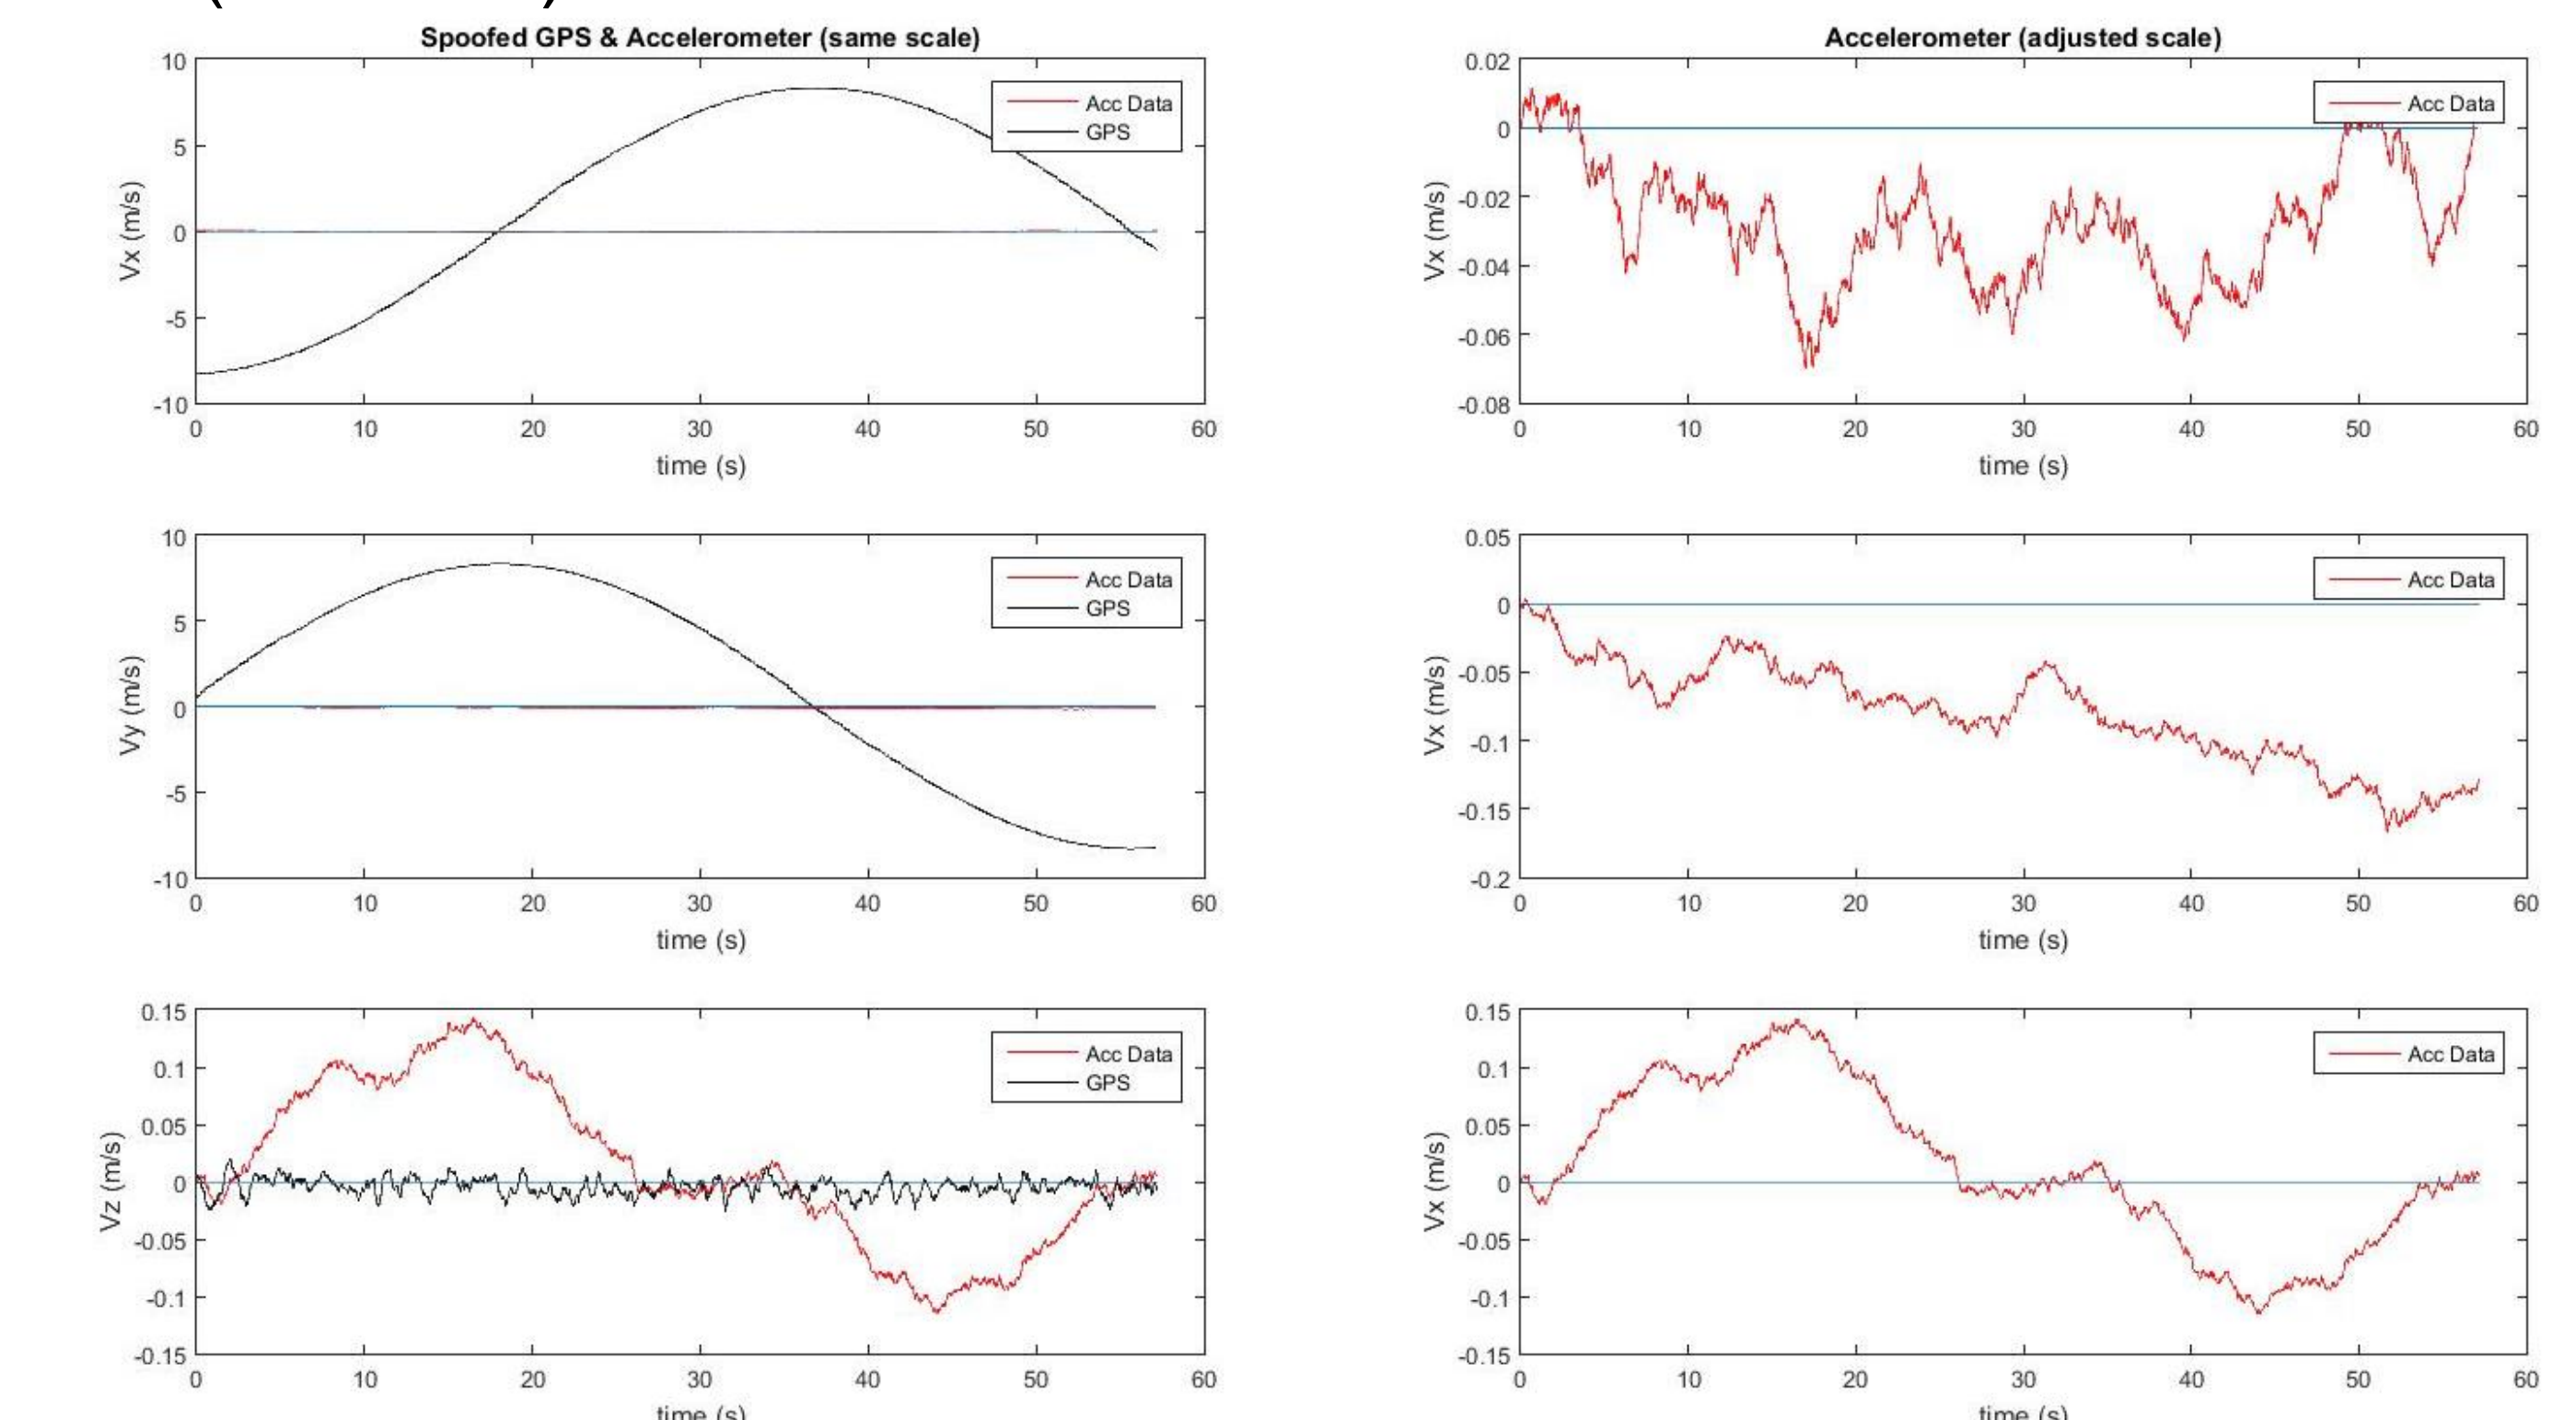 Spoofed GPS & Accelerometer (same scale)
10
5
0
-5
-10
Vx (m/s)
Acc Data
GPS
0 10 20 30 40 50 60
time (s)
Accelerometer (adjusted scale)
0.02
0
-0.02
-0.04
-0.06
-0.08
Vx (m/s)
Acc Data
0 10 20 30 40 50 60
time (s)
10
5
0
-5
-10
Vy (m/s)
Acc Data
GPS
0 10 20 30 40 50 60
time (s)
0.05
0
-0.05
-0.1
-0.15
-0.2
Vx (m/s)
Acc Data
0 10 20 30 40 50 60
time (s)
0.15
0.1
0.05
0
-0.05
-0.1
-0.15
Vz (m/s)
Acc Data
GPS
0 10 20 30 40 50 60
time (s)
0.15
0.1
0.05
0
-0.05
-0.1
-0.15
Vx (m/s)
Acc Data
0 10 20 30 40 50 60
time (s)